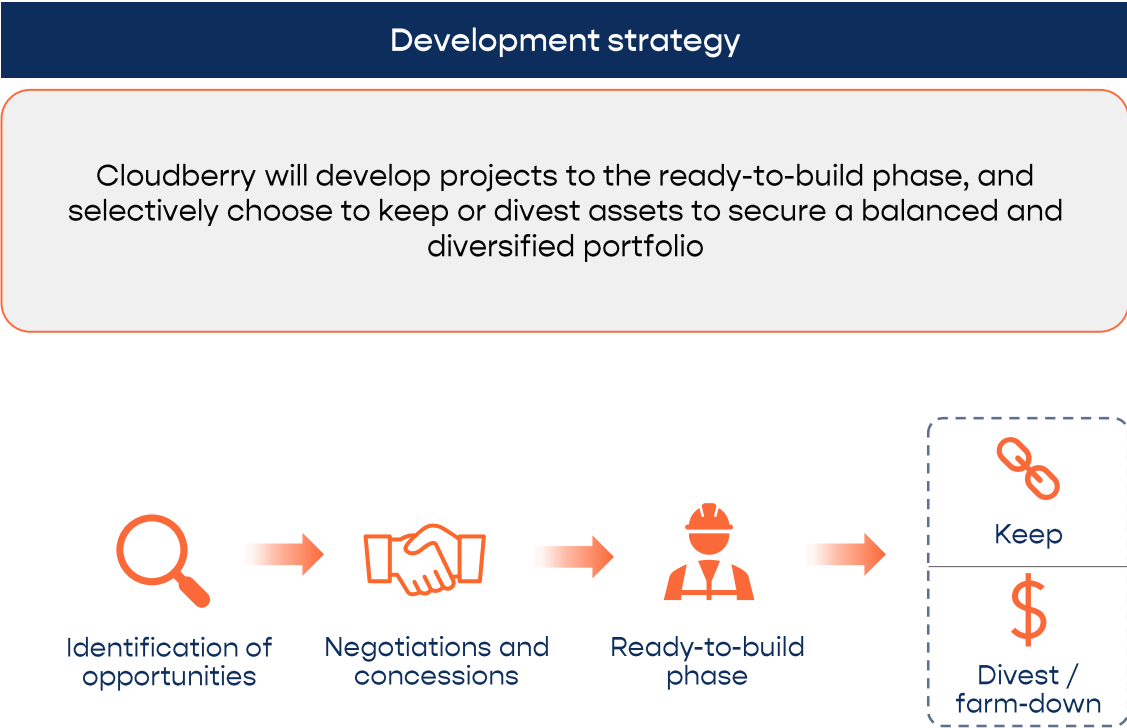 Development strategy
Cloudberry will develop projects to the ready-to-build phase, and
selectively choose to keep or divest assets to secure a balanced and
diversified portfolio
Identification of
opportunities
Negotiations and
concessions
Ready-to-build
phase
Keep
Divest /
farm-down